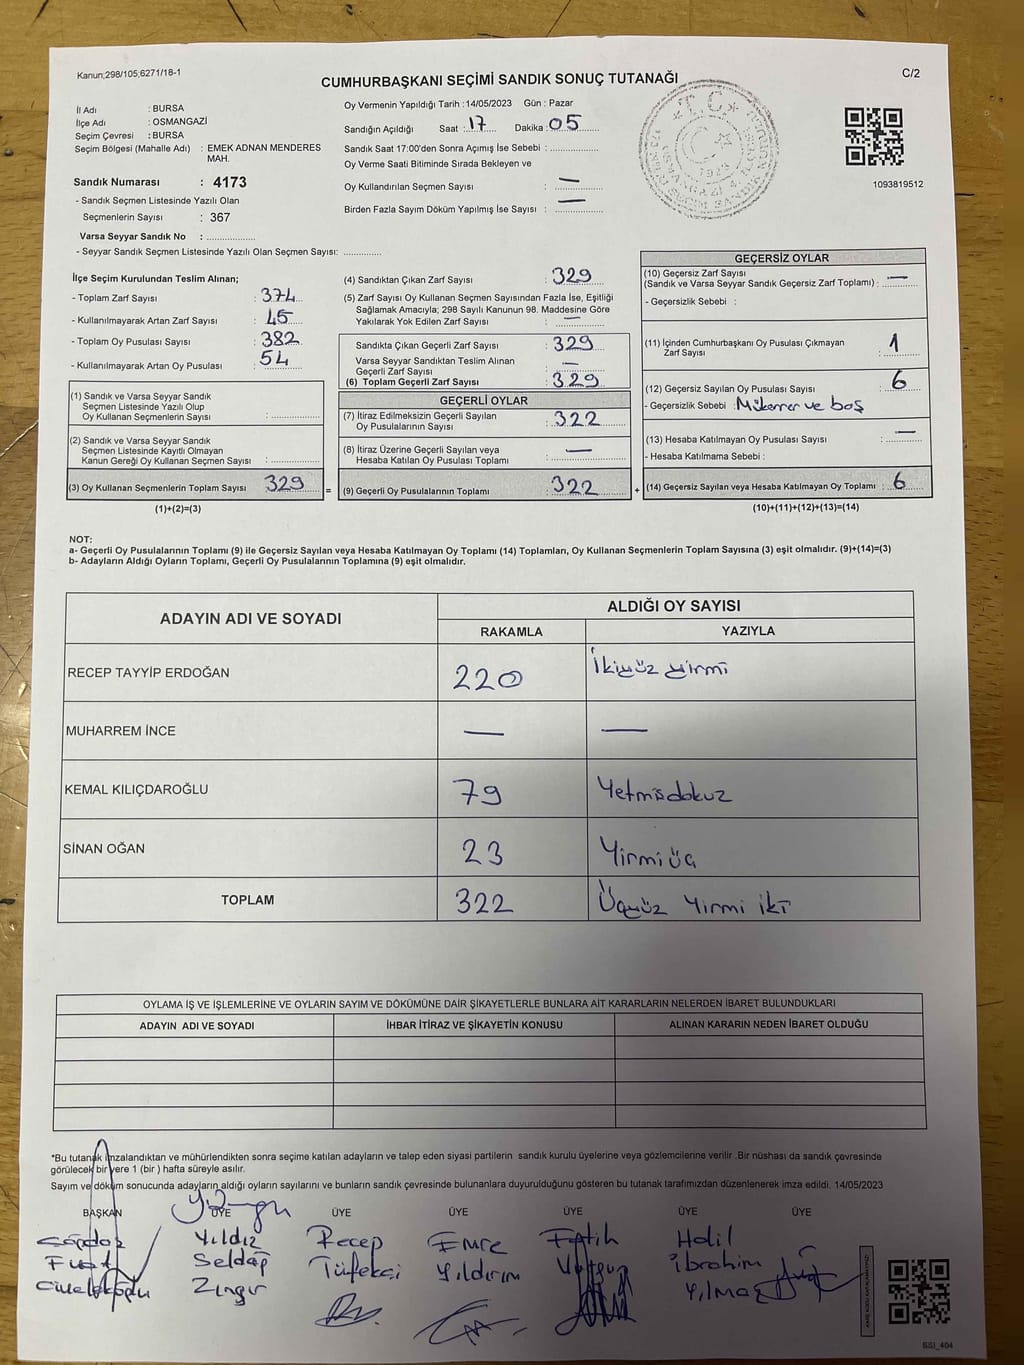 Kanun;298/105;6271/18-1
CUMHURBAŞKANI SEÇİMİ SANDIK SONUÇ TUTANAĞI
C/2
İl Adı : BURSA
İlçe Adı : OSMANGAZİ
Seçim Çevresi : BURSA
Seçim Bölgesi (Mahalle Adı) : EMEK ADNAN MENDERES
MAH.
Sandık Numarası : 4173
- Sandık Seçmen Listesinde Yazılı Olan
Seçmenlerin Sayısı : 367
Varsa Seyyar Sandık No : ................
- Seyyar Sandık Seçmen Listesinde Yazılı Olan Seçmen Sayısı: .............
Oy Vermenin Yapıldığı Tarih : 14/05/2023 Gün : Pazar
Sandığın Açıldığı Saat : 17 Dakika : 05
Sandık Saat 17:00'den Sonra Açımış İse Sebebi : ................
Oy Verme Saati Bitiminde Sırada Bekleyen ve
Oy Kullandırılan Seçmen Sayısı : —
Birden Fazla Sayım Döküm Yapılmış İse Sayısı : —
T.C.
1923
1093819512
İlçe Seçim Kurulundan Teslim Alınan;
- Toplam Zarf Sayısı : 374
- Kullanılmayarak Artan Zarf Sayısı : 45
- Toplam Oy Pusulası Sayısı : 382
- Kullanılmayarak Artan Oy Pusulası : 54
(1) Sandık ve Varsa Seyyar Sandık
Seçmen Listesinde Yazılı Olup
Oy Kullanan Seçmenlerin Sayısı : ................
(2) Sandık ve Varsa Seyyar Sandık
Seçmen Listesinde Kayıtlı Olmayan
Kanun Gereği Oy Kullanan Seçmen Sayısı : ................
(3) Oy Kullanan Seçmenlerin Toplam Sayısı 329
(1)+(2)=(3)
(4) Sandıktan Çıkan Zarf Sayısı : 329
(5) Zarf Sayısı Oy Kullanan Seçmen Sayısından Fazla İse, Eşitliği
Sağlamak Amacıyla; 298 Sayılı Kanunun 98. Maddesine Göre
Yakılarak Yok Edilen Zarf Sayısı : —
Sandıkta Çıkan Geçerli Zarf Sayısı : 329
Varsa Seyyar Sandıktan Teslim Alınan
Geçerli Zarf Sayısı : —
(6) Toplam Geçerli Zarf Sayısı : 329
GEÇERLİ OYLAR
(7) İtiraz Edilmeksizin Geçerli Sayılan
Oy Pusulalarının Sayısı : 322
(8) İtiraz Üzerine Geçerli Sayılan veya
Hesaba Katılan Oy Pusulası Toplamı : —
= (9) Geçerli Oy Pusulalarının Toplamı : 322 +
GEÇERSİZ OYLAR
(10) Geçersiz Zarf Sayısı
(Sandık ve Varsa Seyyar Sandık Geçersiz Zarf Toplamı) : —
- Geçersizlik Sebebi :
(11) İçinden Cumhurbaşkanı Oy Pusulası Çıkmayan
Zarf Sayısı : 1
(12) Geçersiz Sayılan Oy Pusulası Sayısı : 6
- Geçersizlik Sebebi : Mükerrer ve boş
(13) Hesaba Katılmayan Oy Pusulası Sayısı : —
- Hesaba Katılmama Sebebi :
(14) Geçersiz Sayılan veya Hesaba Katılmayan Oy Toplamı : 6
(10)+(11)+(12)+(13)=(14)
NOT:
a- Geçerli Oy Pusulalarının Toplamı (9) ile Geçersiz Sayılan veya Hesaba Katılmayan Oy Toplamı (14) Toplamları, Oy Kullanan Seçmenlerin Toplam Sayısına (3) eşit olmalıdır. (9)+(14)=(3)
b- Adayların Aldığı Oyların Toplamı, Geçerli Oy Pusulalarının Toplamına (9) eşit olmalıdır.
ADAYIN ADI VE SOYADI ALDIĞI OY SAYISI
RAKAMLA YAZIYLA
RECEP TAYYİP ERDOĞAN 220 İkiyüz yirmi
MUHARREM İNCE — —
KEMAL KILIÇDAROĞLU 79 Yetmişdokuz
SİNAN OĞAN 23 Yirmi üç
TOPLAM 322 Üçyüz Yirmi iki
OYLAMA İŞ VE İŞLEMLERİNE VE OYLARIN SAYIM VE DÖKÜMÜNE DAİR ŞİKAYETLERLE BUNLARA AİT KARARLARIN NELERDEN İBARET BULUNDUKLARI
ADAYIN ADI VE SOYADI İHBAR İTİRAZ VE ŞİKAYETİN KONUSU ALINAN KARARIN NEDEN İBARET OLDUĞU
*Bu tutanak imzalandıktan ve mühürlendikten sonra seçime katılan adayların ve talep eden siyasi partilerin sandık kurulu üyelerine veya gözlemcilerine verilir .Bir nüshası da sandık çevresinde
görülecek bir yere 1 (bir ) hafta süreyle asılır.
Sayım ve döküm sonucunda adayların aldığı oyların sayılarını ve bunların sandık çevresinde bulunanlara duyurulduğunu gösteren bu tutanak tarafımızdan düzenlenerek imza edildi. 14/05/2023
BAŞKAN ÜYE ÜYE ÜYE ÜYE ÜYE ÜYE
Yıldız Recep Emre Fatih Halil
Fuat Tüfekçi Yıldırım İbrahim
Zıngır Yılmaz
SSI_404